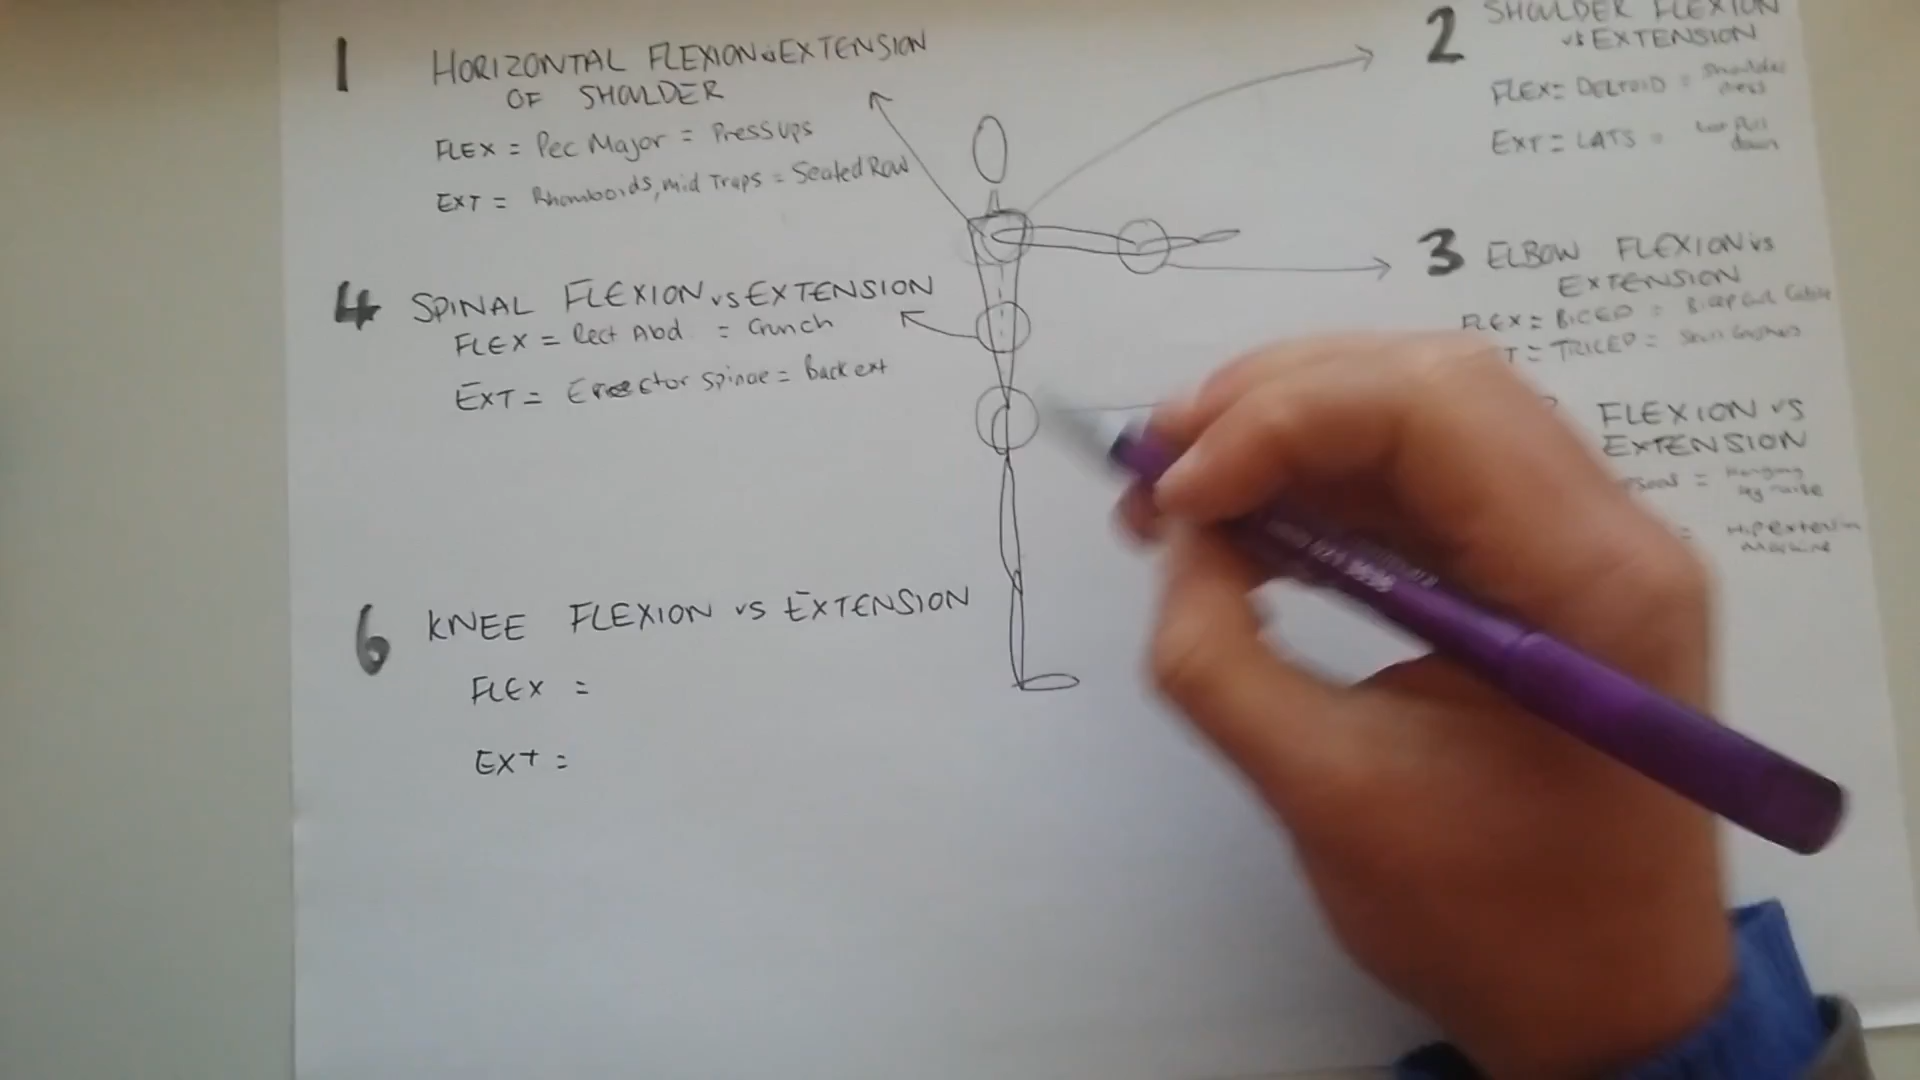 1 HORIZONTAL FLEXION vs EXTENSION
OF SHOULDER
FLEX = Pec Major = Press ups
EXT = Rhomboids, mid Traps = Seated Row
2 SHOULDER FLEXION
vs EXTENSION
FLEX = DELTOID = Shoulder
Press
EXT = LATS = Lat Pull
down
3 ELBOW FLEXION vs
EXTENSION
FLEX = BICEP = Bicep Curl
T = TRICEP =
4 SPINAL FLEXION vs EXTENSION
FLEX = Rect Abd = Crunch
EXT = Erector Spinae = Back ext
FLEXION vs
EXTENSION
psoas = Hanging
leg raise
= Hip extension
Machine
6 KNEE FLEXION vs EXTENSION
FLEX =
EXT =